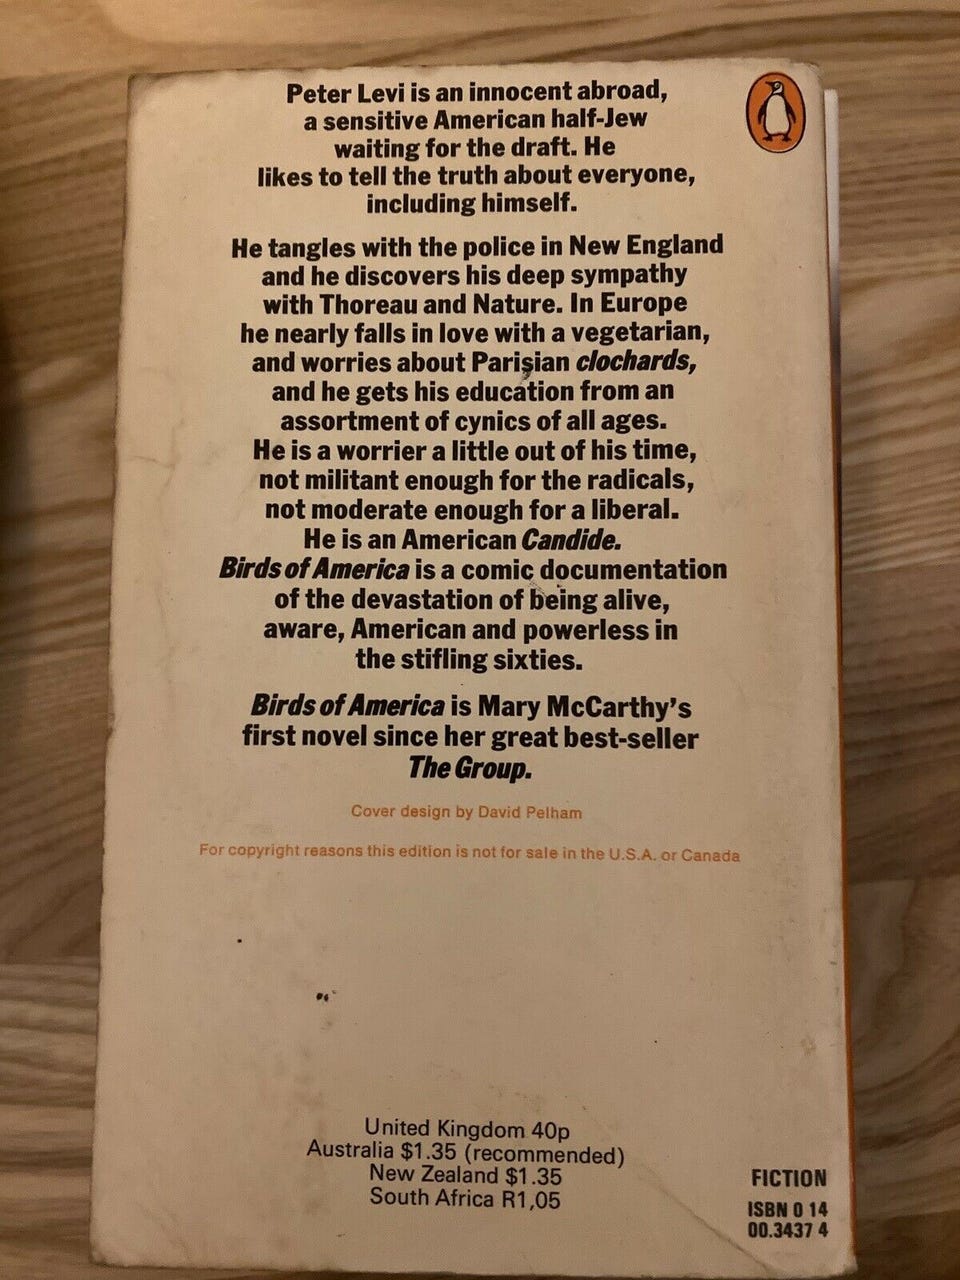 Peter Levi is an innocent abroad,
a sensitive American half-Jew
waiting for the draft. He
likes to tell the truth about everyone,
including himself.
He tangles with the police in New England
and he discovers his deep sympathy
with Thoreau and Nature. In Europe
he nearly falls in love with a vegetarian,
and worries about Parisian clochards,
and he gets his education from an
assortment of cynics of all ages.
He is a worrier a little out of his time,
not militant enough for the radicals,
not moderate enough for a liberal.
He is an American Candide.
Birds of America is a comic documentation
of the devastation of being alive,
aware, American and powerless in
the stifling sixties.
Birds of America is Mary McCarthy's
first novel since her great best-seller
The Group.
Cover design by David Pelham
For copyright reasons this edition is not for sale in the U.S.A. or Canada
United Kingdom 40p
Australia $1.35 (recommended)
New Zealand $1.35
South Africa R1,05
FICTION
ISBN 0 14
00.3437 4